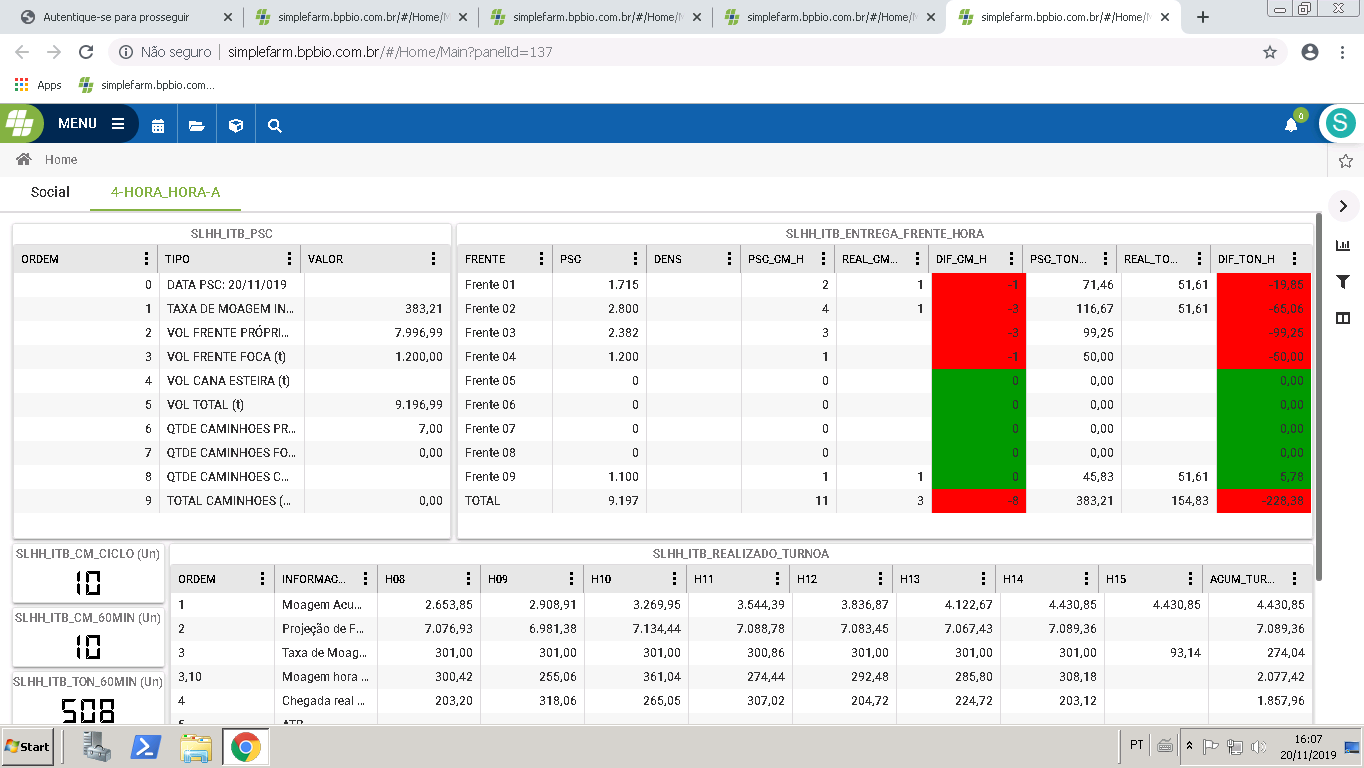 Autentique-se para prosseguir simplefarm.bpbio.com.br/#/Home/M simplefarm.bpbio.com.br/#/Home/M simplefarm.bpbio.com.br/#/Home/M simplefarm.bpbio.com.br/#/Home/M
Não seguro simplefarm.bpbio.com.br/#/Home/Main?panelId=137
Apps simplefarm.bpbio.com....
MENU 0 S
Home
Social 4-HORA_HORA-A
SLHH_ITB_PSC
ORDEM TIPO VALOR
0 DATA PSC: 20/11/019
1 TAXA DE MOAGEM IN... 383,21
2 VOL FRENTE PRÓPRI... 7.996,99
3 VOL FRENTE FOCA (t) 1.200,00
4 VOL CANA ESTEIRA (t)
5 VOL TOTAL (t) 9.196,99
6 QTDE CAMINHOES PR... 7,00
7 QTDE CAMINHOES FO... 0,00
8 QTDE CAMINHOES C...
9 TOTAL CAMINHOES (... 0,00
SLHH_ITB_ENTREGA_FRENTE_HORA
FRENTE PSC DENS PSC_CM_H REAL_CM... DIF_CM_H PSC_TON... REAL_TO... DIF_TON_H
Frente 01 1.715 2 1 -1 71,46 51,61 -19,85
Frente 02 2.800 4 1 -3 116,67 51,61 -65,06
Frente 03 2.382 3 -3 99,25 -99,25
Frente 04 1.200 1 -1 50,00 -50,00
Frente 05 0 0 0 0,00 0,00
Frente 06 0 0 0 0,00 0,00
Frente 07 0 0 0 0,00 0,00
Frente 08 0 0 0 0,00 0,00
Frente 09 1.100 1 1 0 45,83 51,61 5,78
TOTAL 9.197 11 3 -8 383,21 154,83 -228,38
SLHH_ITB_CM_CICLO (Un)
10
SLHH_ITB_CM_60MIN (Un)
10
SLHH_ITB_TON_60MIN (Un)
508
SLHH_ITB_REALIZADO_TURNOA
ORDEM INFORMAC... H08 H09 H10 H11 H12 H13 H14 H15 ACUM_TUR...
1 Moagem Acu... 2.653,85 2.908,91 3.269,95 3.544,39 3.836,87 4.122,67 4.430,85 4.430,85 4.430,85
2 Projeção de F... 7.076,93 6.981,38 7.134,44 7.088,78 7.083,45 7.067,43 7.089,36 7.089,36
3 Taxa de Moag... 301,00 301,00 301,00 300,86 301,00 301,00 301,00 93,14 274,04
3,10 Moagem hora ... 300,42 255,06 361,04 274,44 292,48 285,80 308,18 2.077,42
4 Chegada real ... 203,20 318,06 265,05 307,02 204,72 224,72 203,12 1.857,96
Start PT 16:07
20/11/2019